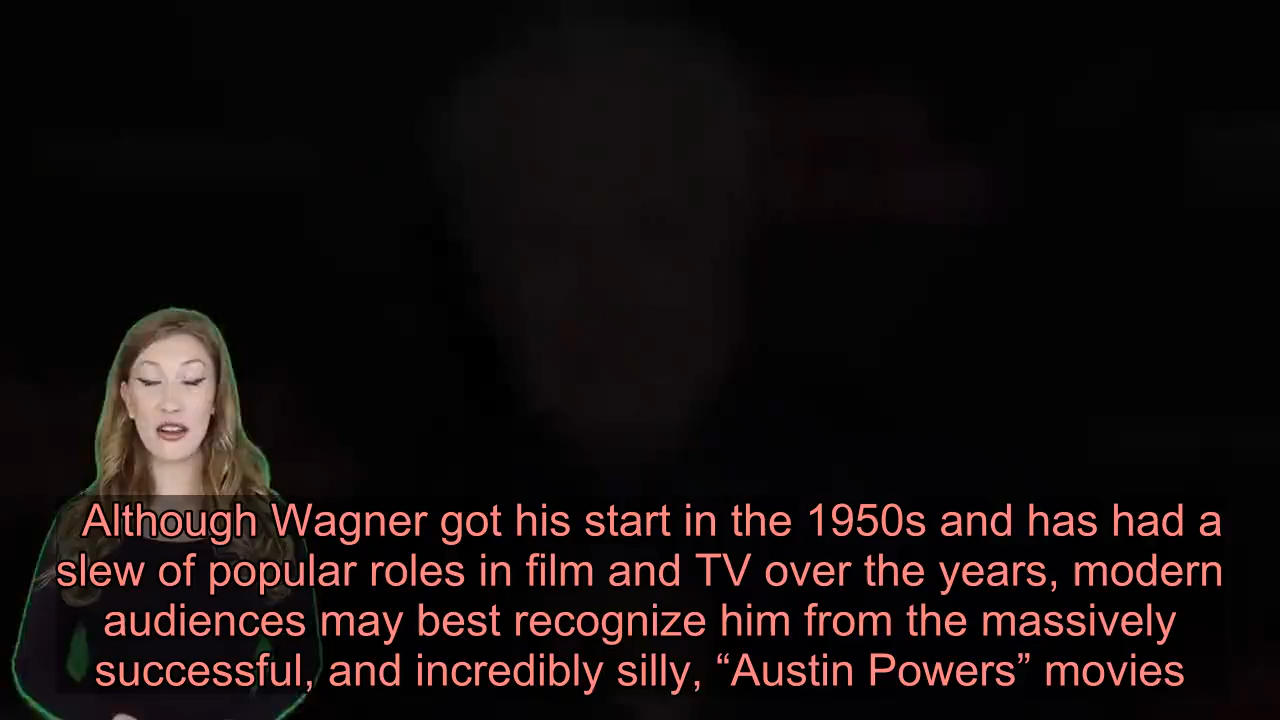 Although Wagner got his start in the 1950s and has had a
slew of popular roles in film and TV over the years, modern
audiences may best recognize him from the massively
successful, and incredibly silly, “Austin Powers” movies